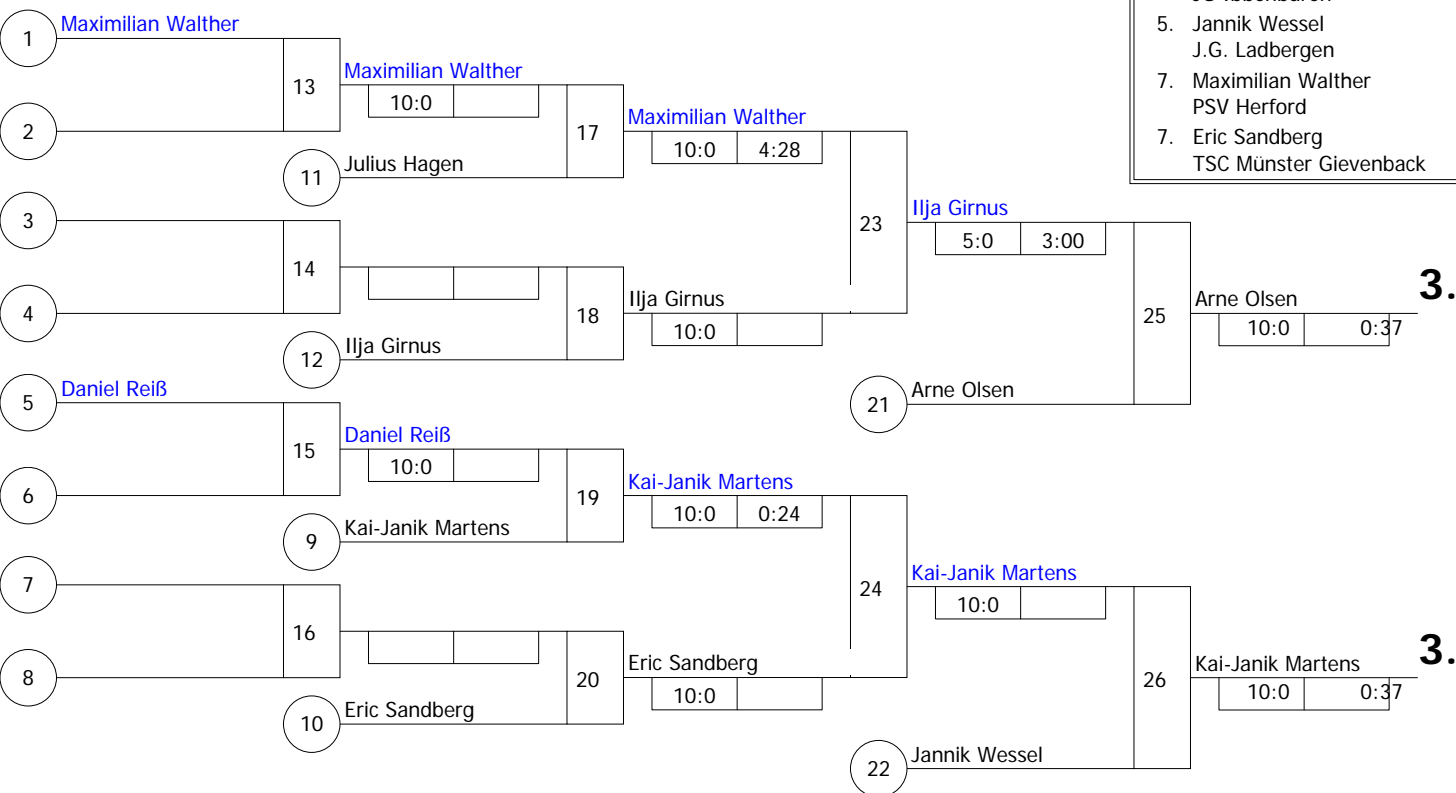 5. Jannik Wessel
J.G. Ladbergen
7. Maximilian Walther
PSV Herford
7. Eric Sandberg
TSC Münster Gievenback
1 Maximilian Walther
13 Maximilian Walther
10:0
2
17 Maximilian Walther
10:0 4:28
11 Julius Hagen
3
23 Ilja Girnus
5:0 3:00
14
4
18 Ilja Girnus
10:0
12 Ilja Girnus
25 Arne Olsen 3.
10:0 0:37
5 Daniel Reiß
21 Arne Olsen
15 Daniel Reiß
10:0
6
19 Kai-Janik Martens
10:0 0:24
9 Kai-Janik Martens
7
24 Kai-Janik Martens
10:0
16
8
20 Eric Sandberg
10:0
10 Eric Sandberg
26 Kai-Janik Martens 3.
10:0 0:37
22 Jannik Wessel